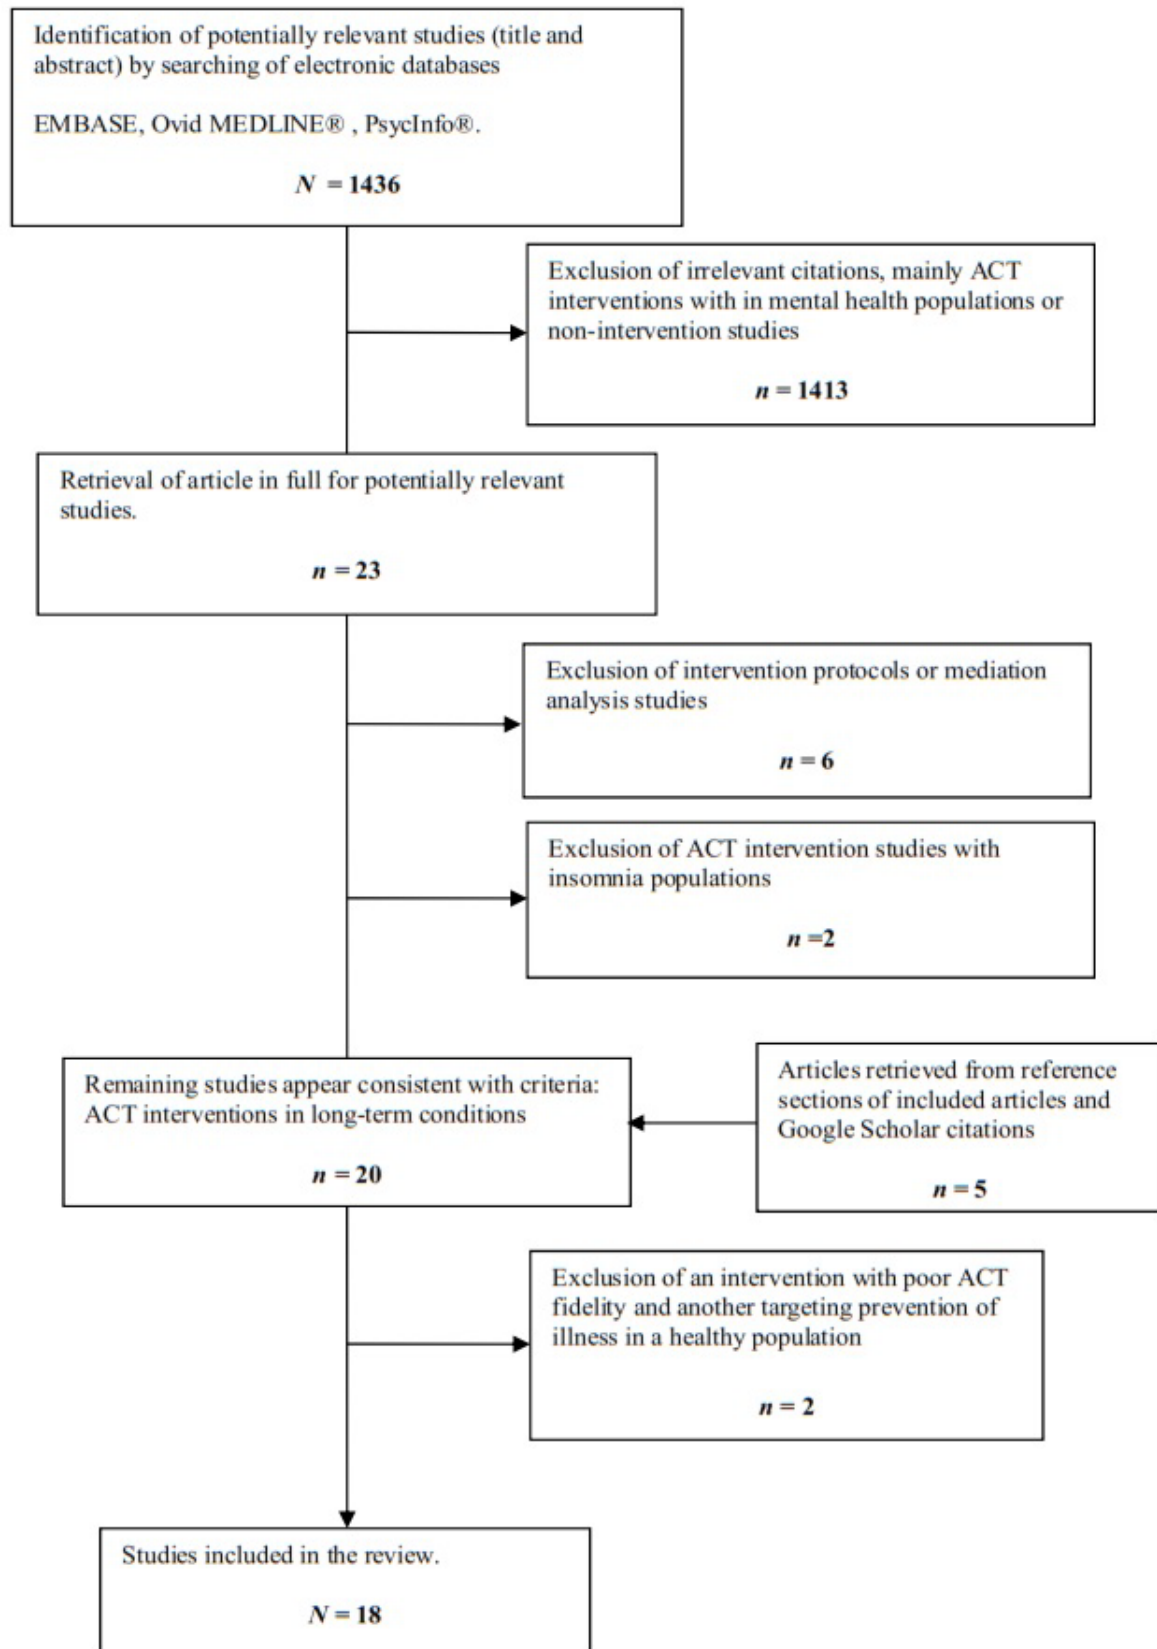 Identification of potentially relevant studies (title and
abstract) by searching of electronic databases
EMBASE, Ovid MEDLINE® , PsycInfo®.
N = 1436
Exclusion of irrelevant citations, mainly ACT
interventions with in mental health populations or
non-intervention studies
n = 1413
Retrieval of article in full for potentially relevant
studies.
n = 23
Exclusion of intervention protocols or mediation
analysis studies
n = 6
Exclusion of ACT intervention studies with
insomnia populations
n =2
Remaining studies appear consistent with criteria:
ACT interventions in long-term conditions
n = 20
Articles retrieved from reference
sections of included articles and
Google Scholar citations
n = 5
Exclusion of an intervention with poor ACT
fidelity and another targeting prevention of
illness in a healthy population
n = 2
Studies included in the review.
N = 18